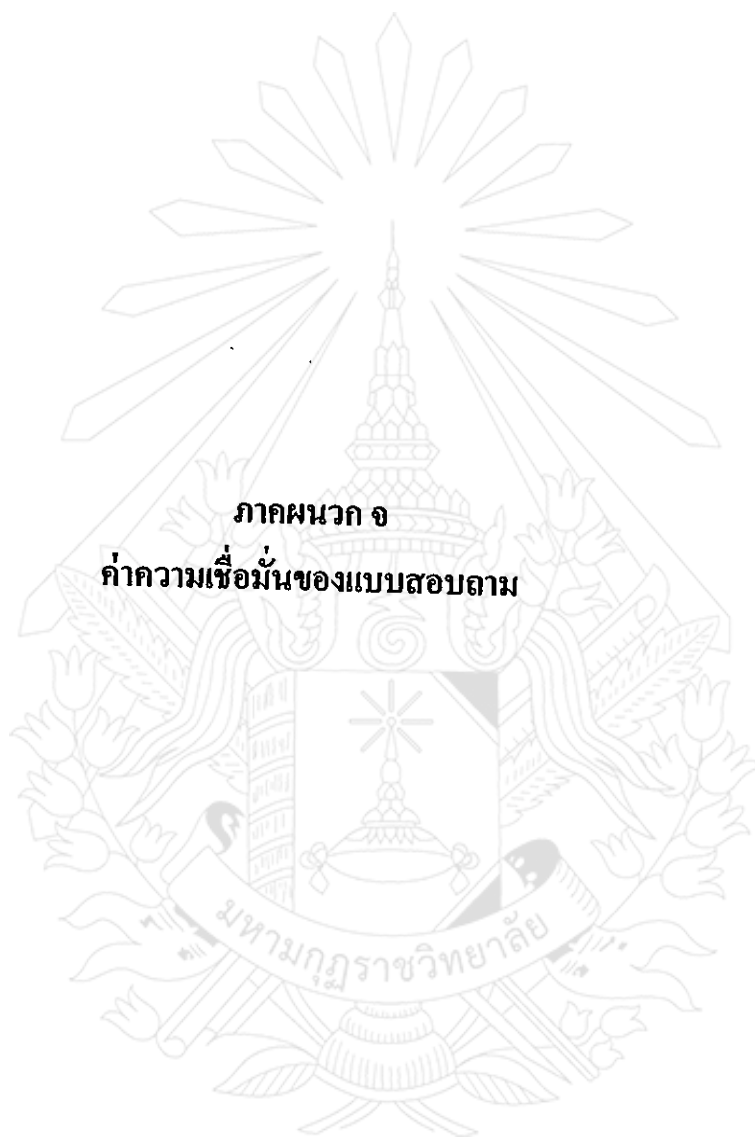 ภาคผนวก จ
ค่าความเชื่อมั่นของแบบสอบถาม
มหามกุฏราชวิทยาลัย